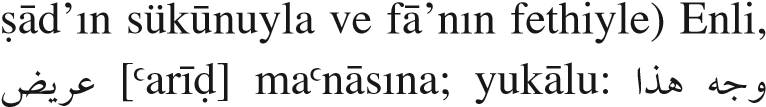 ṣād’ın sükūnuyla ve fā’nın fethiyle) Enli,
عريض [ʿarīḍ] maʿnāsına; yukālu: وجه هذا